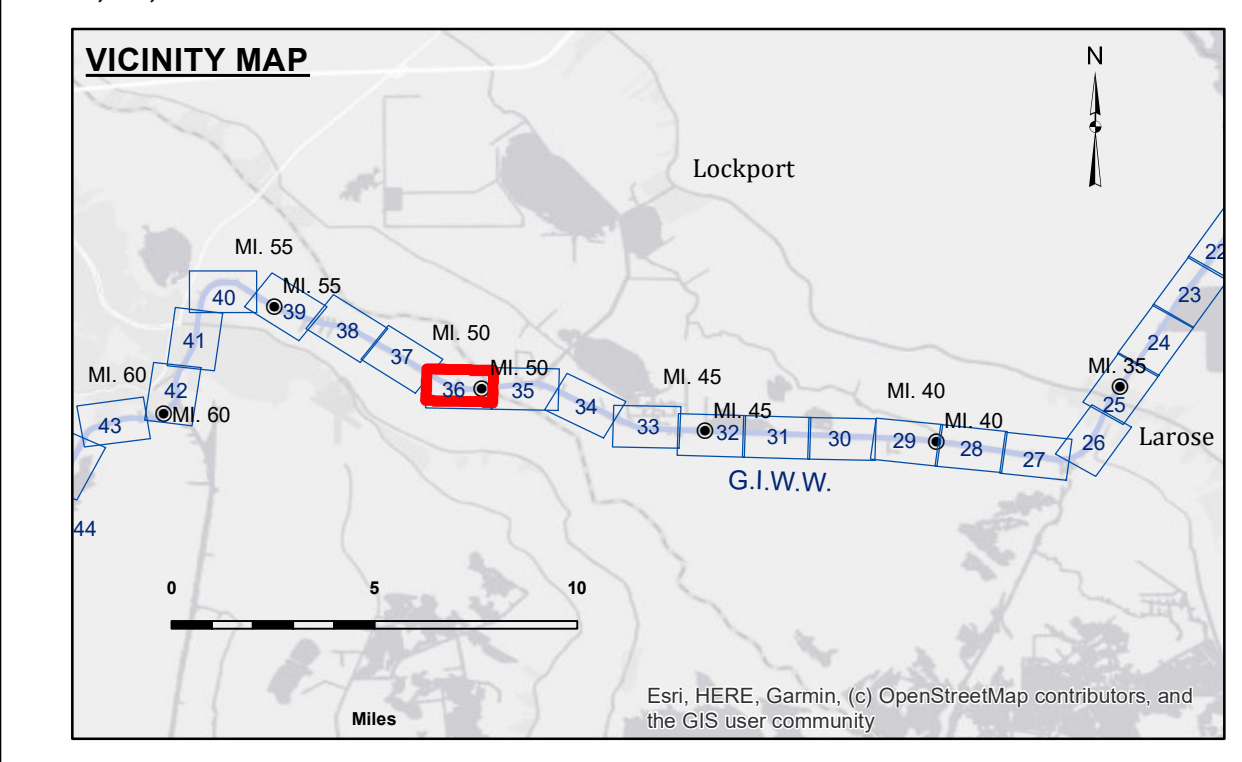 VICINITY MAP
N
Lockport
MI. 55
MI. 55
22
40
39
23
38
41
24
37
MI. 50
MI. 50
MI. 35
MI. 60
42
36
35
MI. 45
MI. 40
25
34
MI. 60
43
MI. 45
MI. 40
33
32
31
30
29
28
27
26
Larose
G.I.W.W.
44
0 5 10
Miles
Esri, HERE, Garmin, (c) OpenStreetMap contributors, and
the GIS user community